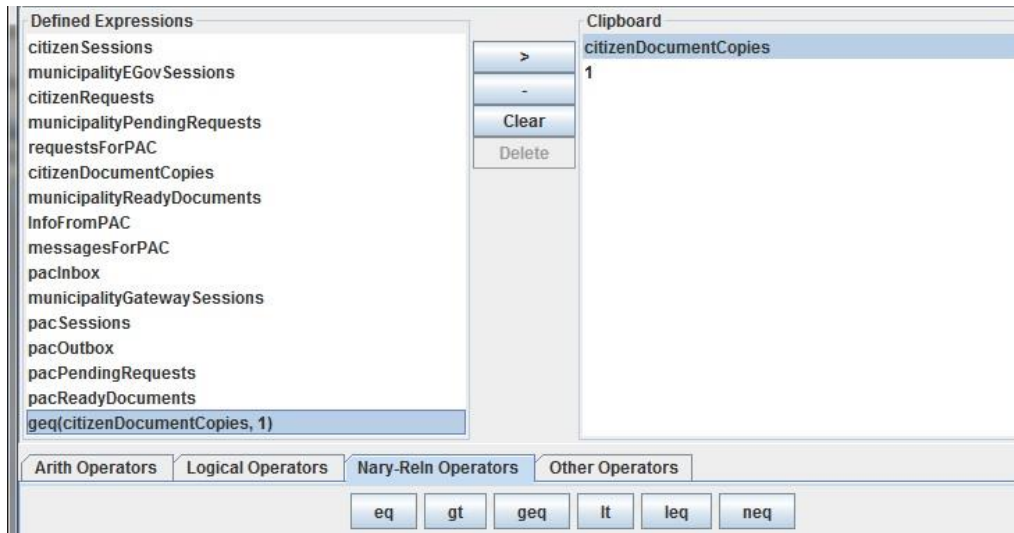 Defined Expressions
citizenSessions
municipalityEGovSessions
citizenRequests
municipalityPendingRequests
requestsForPAC
citizenDocumentCopies
municipalityReadyDocuments
InfoFromPAC
messagesForPAC
pacInbox
municipalityGatewaySessions
pacSessions
pacOutbox
pacPendingRequests
pacReadyDocuments
geq(citizenDocumentCopies, 1)
>
-
Clear
Delete
Clipboard
citizenDocumentCopies
1
Arith Operators Logical Operators Nary-Reln Operators Other Operators
eq gt geq lt leq neq